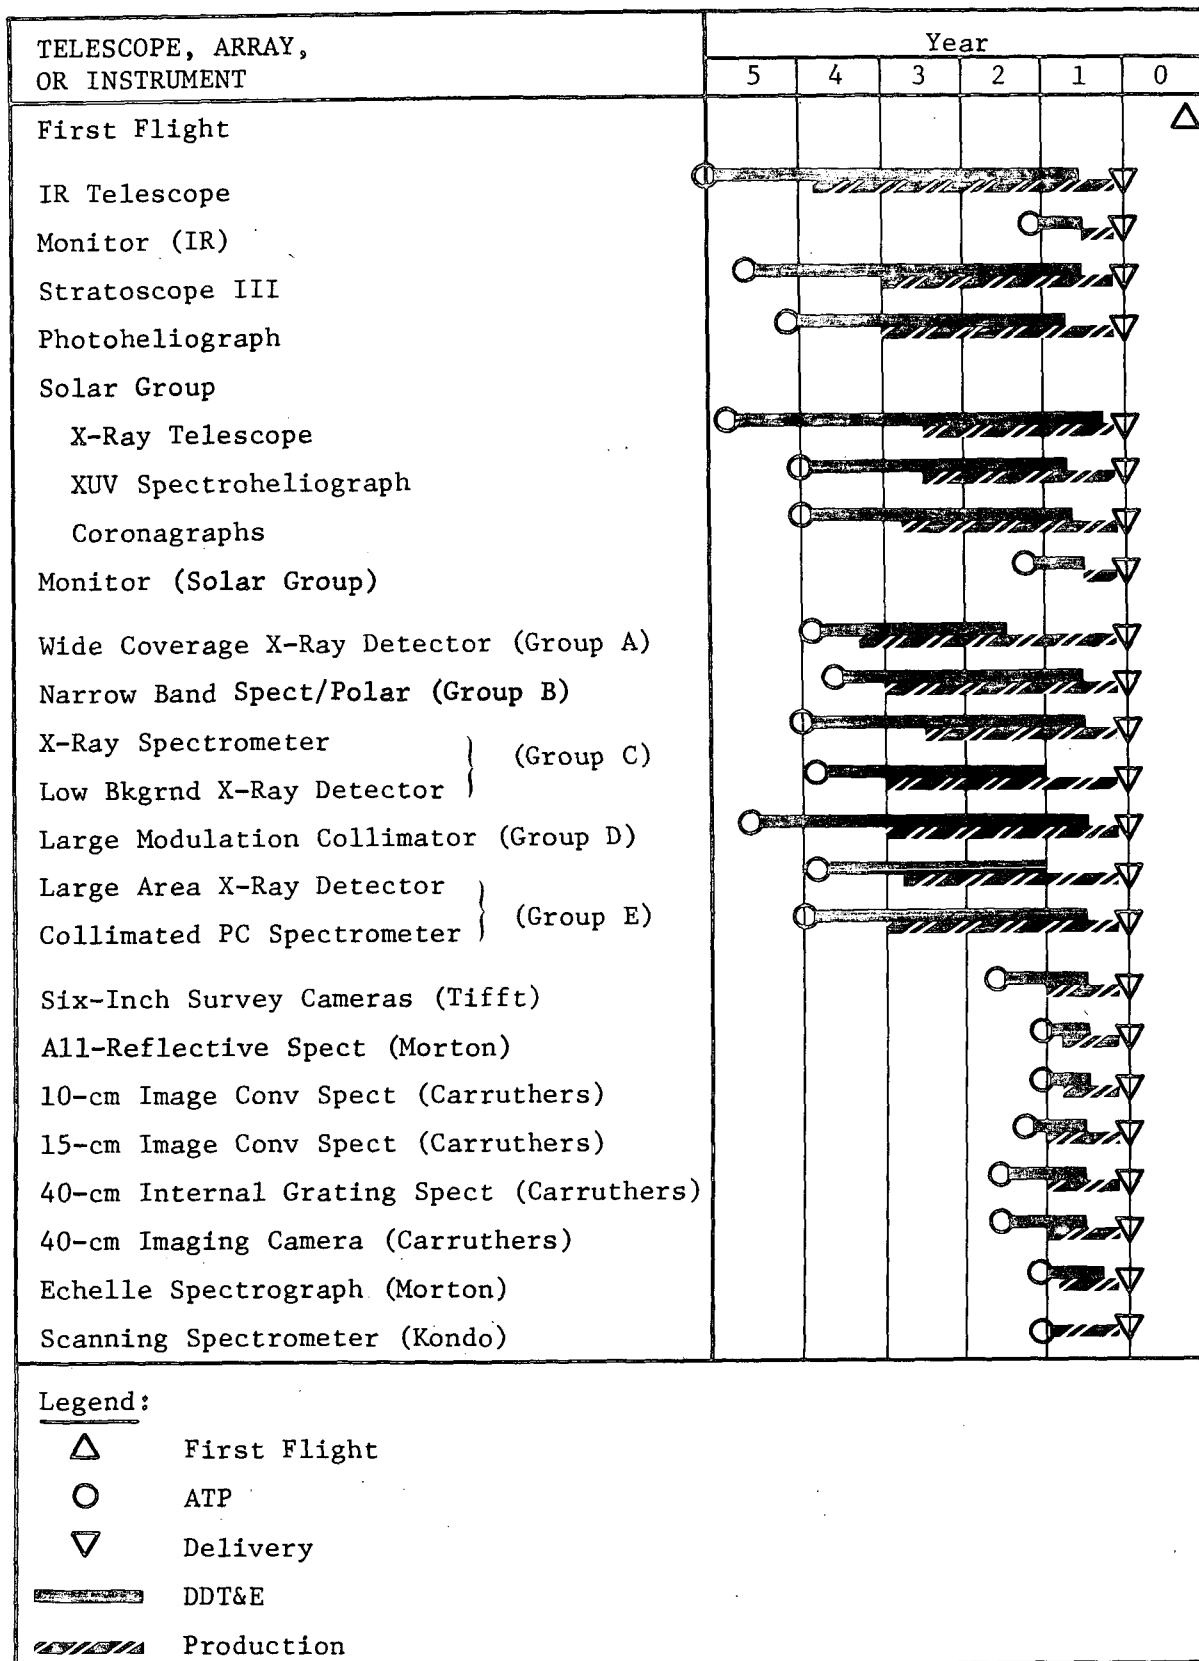 TELESCOPE, ARRAY,
OR INSTRUMENT
Year
5 4 3 2 1 0
First Flight
IR Telescope
Monitor (IR)
Stratoscope III
Photoheliograph
Solar Group
X-Ray Telescope
XUV Spectroheliograph
Coronagraphs
Monitor (Solar Group)
Wide Coverage X-Ray Detector (Group A)
Narrow Band Spect/Polar (Group B)
X-Ray Spectrometer
(Group C)
Low Bkgrnd X-Ray Detector
Large Modulation Collimator (Group D)
Large Area X-Ray Detector
(Group E)
Collimated PC Spectrometer
Six-Inch Survey Cameras (Tifft)
All-Reflective Spect (Morton)
10-cm Image Conv Spect (Carruthers)
15-cm Image Conv Spect (Carruthers)
40-cm Internal Grating Spect (Carruthers)
40-cm Imaging Camera (Carruthers)
Echelle Spectrograph (Morton)
Scanning Spectrometer (Kondo)
Legend:
First Flight
ATP
Delivery
DDT&E
Production